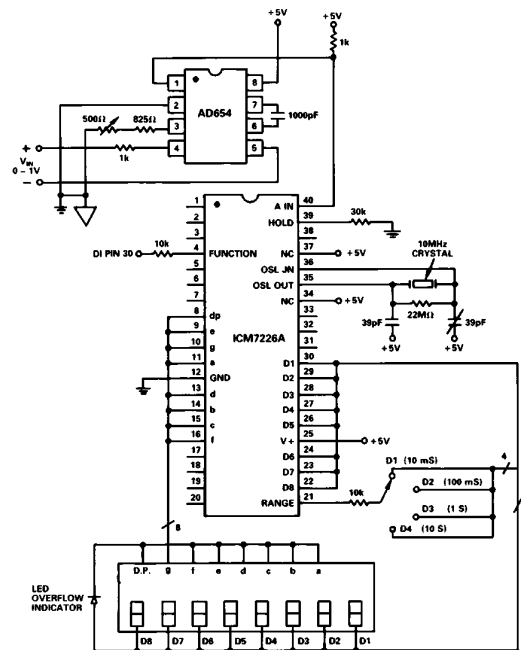 +5V
+5V
1k
1
8
2
7
AD654
1000pF
500Ω
825Ω
3
6
+
4
5
VIN
1k
0 – 1V
–
1
A IN
40
2
HOLD
39
30k
3
38
10MHz
CRYSTAL
DI PIN 30
10k
4
FUNCTION
NC
37
+5V
5
OSL JN
36
6
OSL OUT
35
7
NC
34
+5V
22MΩ
8
dp
33
39pF
39pF
9
e
32
+5V
+5V
10
g
ICM7226A
31
11
a
D1
30
12
GND
D2
29
13
d
D3
28
14
b
D4
27
15
c
D5
26
16
f
V+
25
+5V
17
D6
24
D1 (10 mS)
4
18
D7
23
19
D8
22
D2 (100 mS)
20
RANGE
21
10k
D3 (1 S)
D4 (10 S)
8
D.P.
g
f
e
d
c
b
a
LED
OVERFLOW
INDICATOR
D8
D7
D6
D5
D4
D3
D2
D1